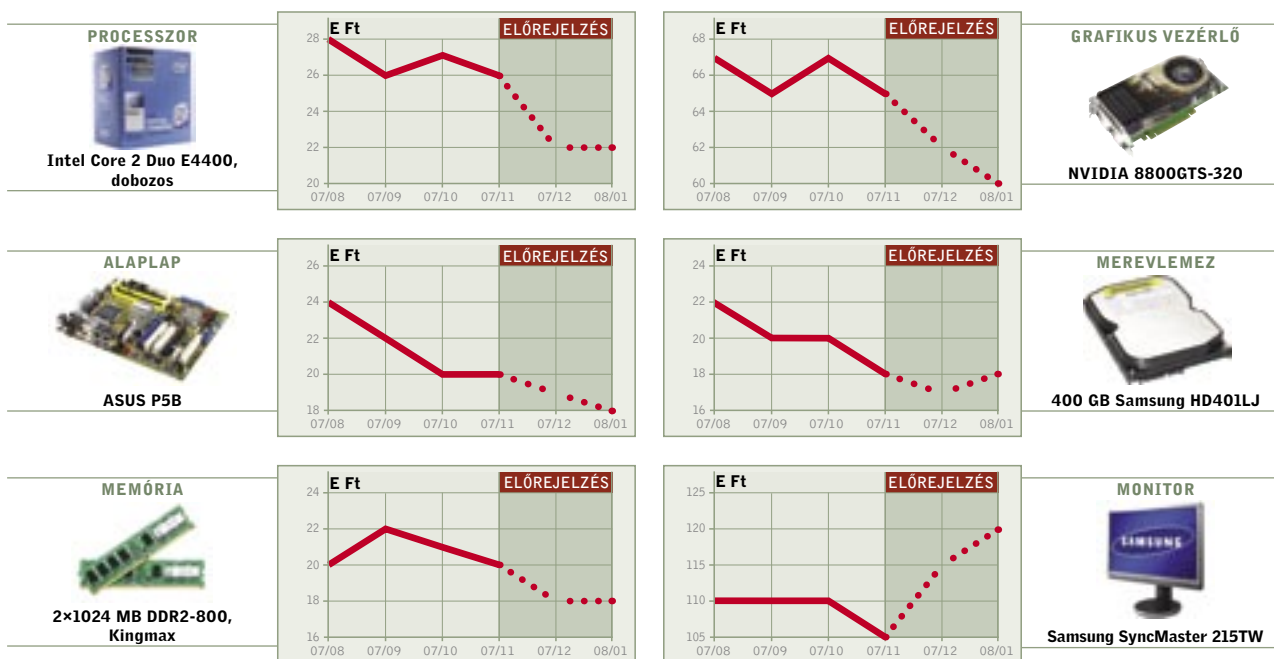 PROCESSZOR
Intel Core 2 Duo E4400,
dobozos
E Ft
ELŐREJELZÉS
28
26
24
22
20
07/08 07/09 07/10 07/11 07/12 08/01
E Ft
ELŐREJELZÉS
68
66
64
62
60
07/08 07/09 07/10 07/11 07/12 08/01
GRAFIKUS VEZÉRLŐ
NVIDIA 8800GTS-320
ALAPLAP
ASUS P5B
E Ft
ELŐREJELZÉS
26
24
22
20
18
07/08 07/09 07/10 07/11 07/12 08/01
E Ft
ELŐREJELZÉS
24
22
20
18
16
07/08 07/09 07/10 07/11 07/12 08/01
MEREVLEMEZ
400 GB Samsung HD401LJ
MEMÓRIA
2×1024 MB DDR2-800,
Kingmax
E Ft
ELŐREJELZÉS
24
22
20
18
16
07/08 07/09 07/10 07/11 07/12 08/01
E Ft
ELŐREJELZÉS
125
120
115
110
105
07/08 07/09 07/10 07/11 07/12 08/01
MONITOR
SAMSUNG
Samsung SyncMaster 215TW